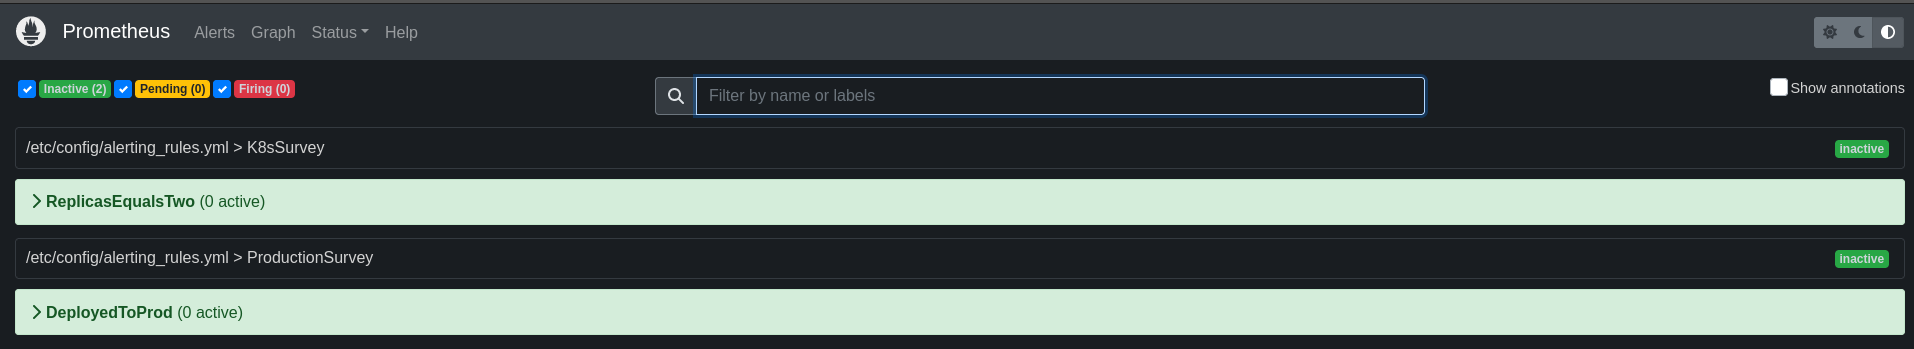 Prometheus Alerts Graph Status Help
Inactive (2) Pending (0) Firing (0) Filter by name or labels Show annotations
/etc/config/alerting_rules.yml > K8sSurvey inactive
ReplicasEqualsTwo (0 active)
/etc/config/alerting_rules.yml > ProductionSurvey inactive
DeployedToProd (0 active)